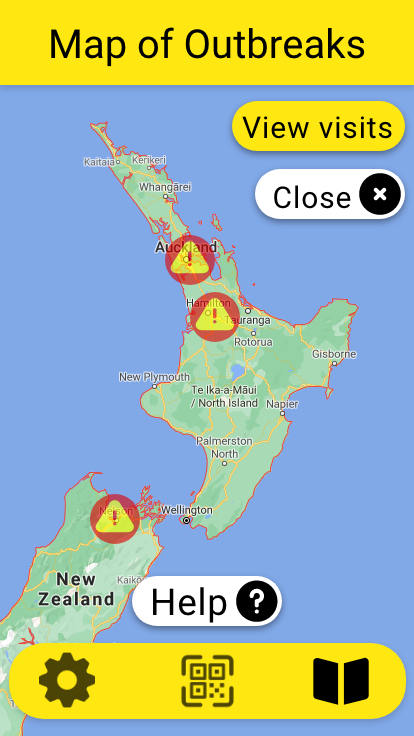 Map of Outbreaks
View visits
Close
Kaitaia
Kerikeri
Whangārei
Auckland
Hamilton
Tauranga
Rotorua
Gisborne
New Plymouth
Te Ika-a-Māui
/ North Island
Napier
Palmerston
North
Nelson
Wellington
New
Zealand
Kaikō
Help
?